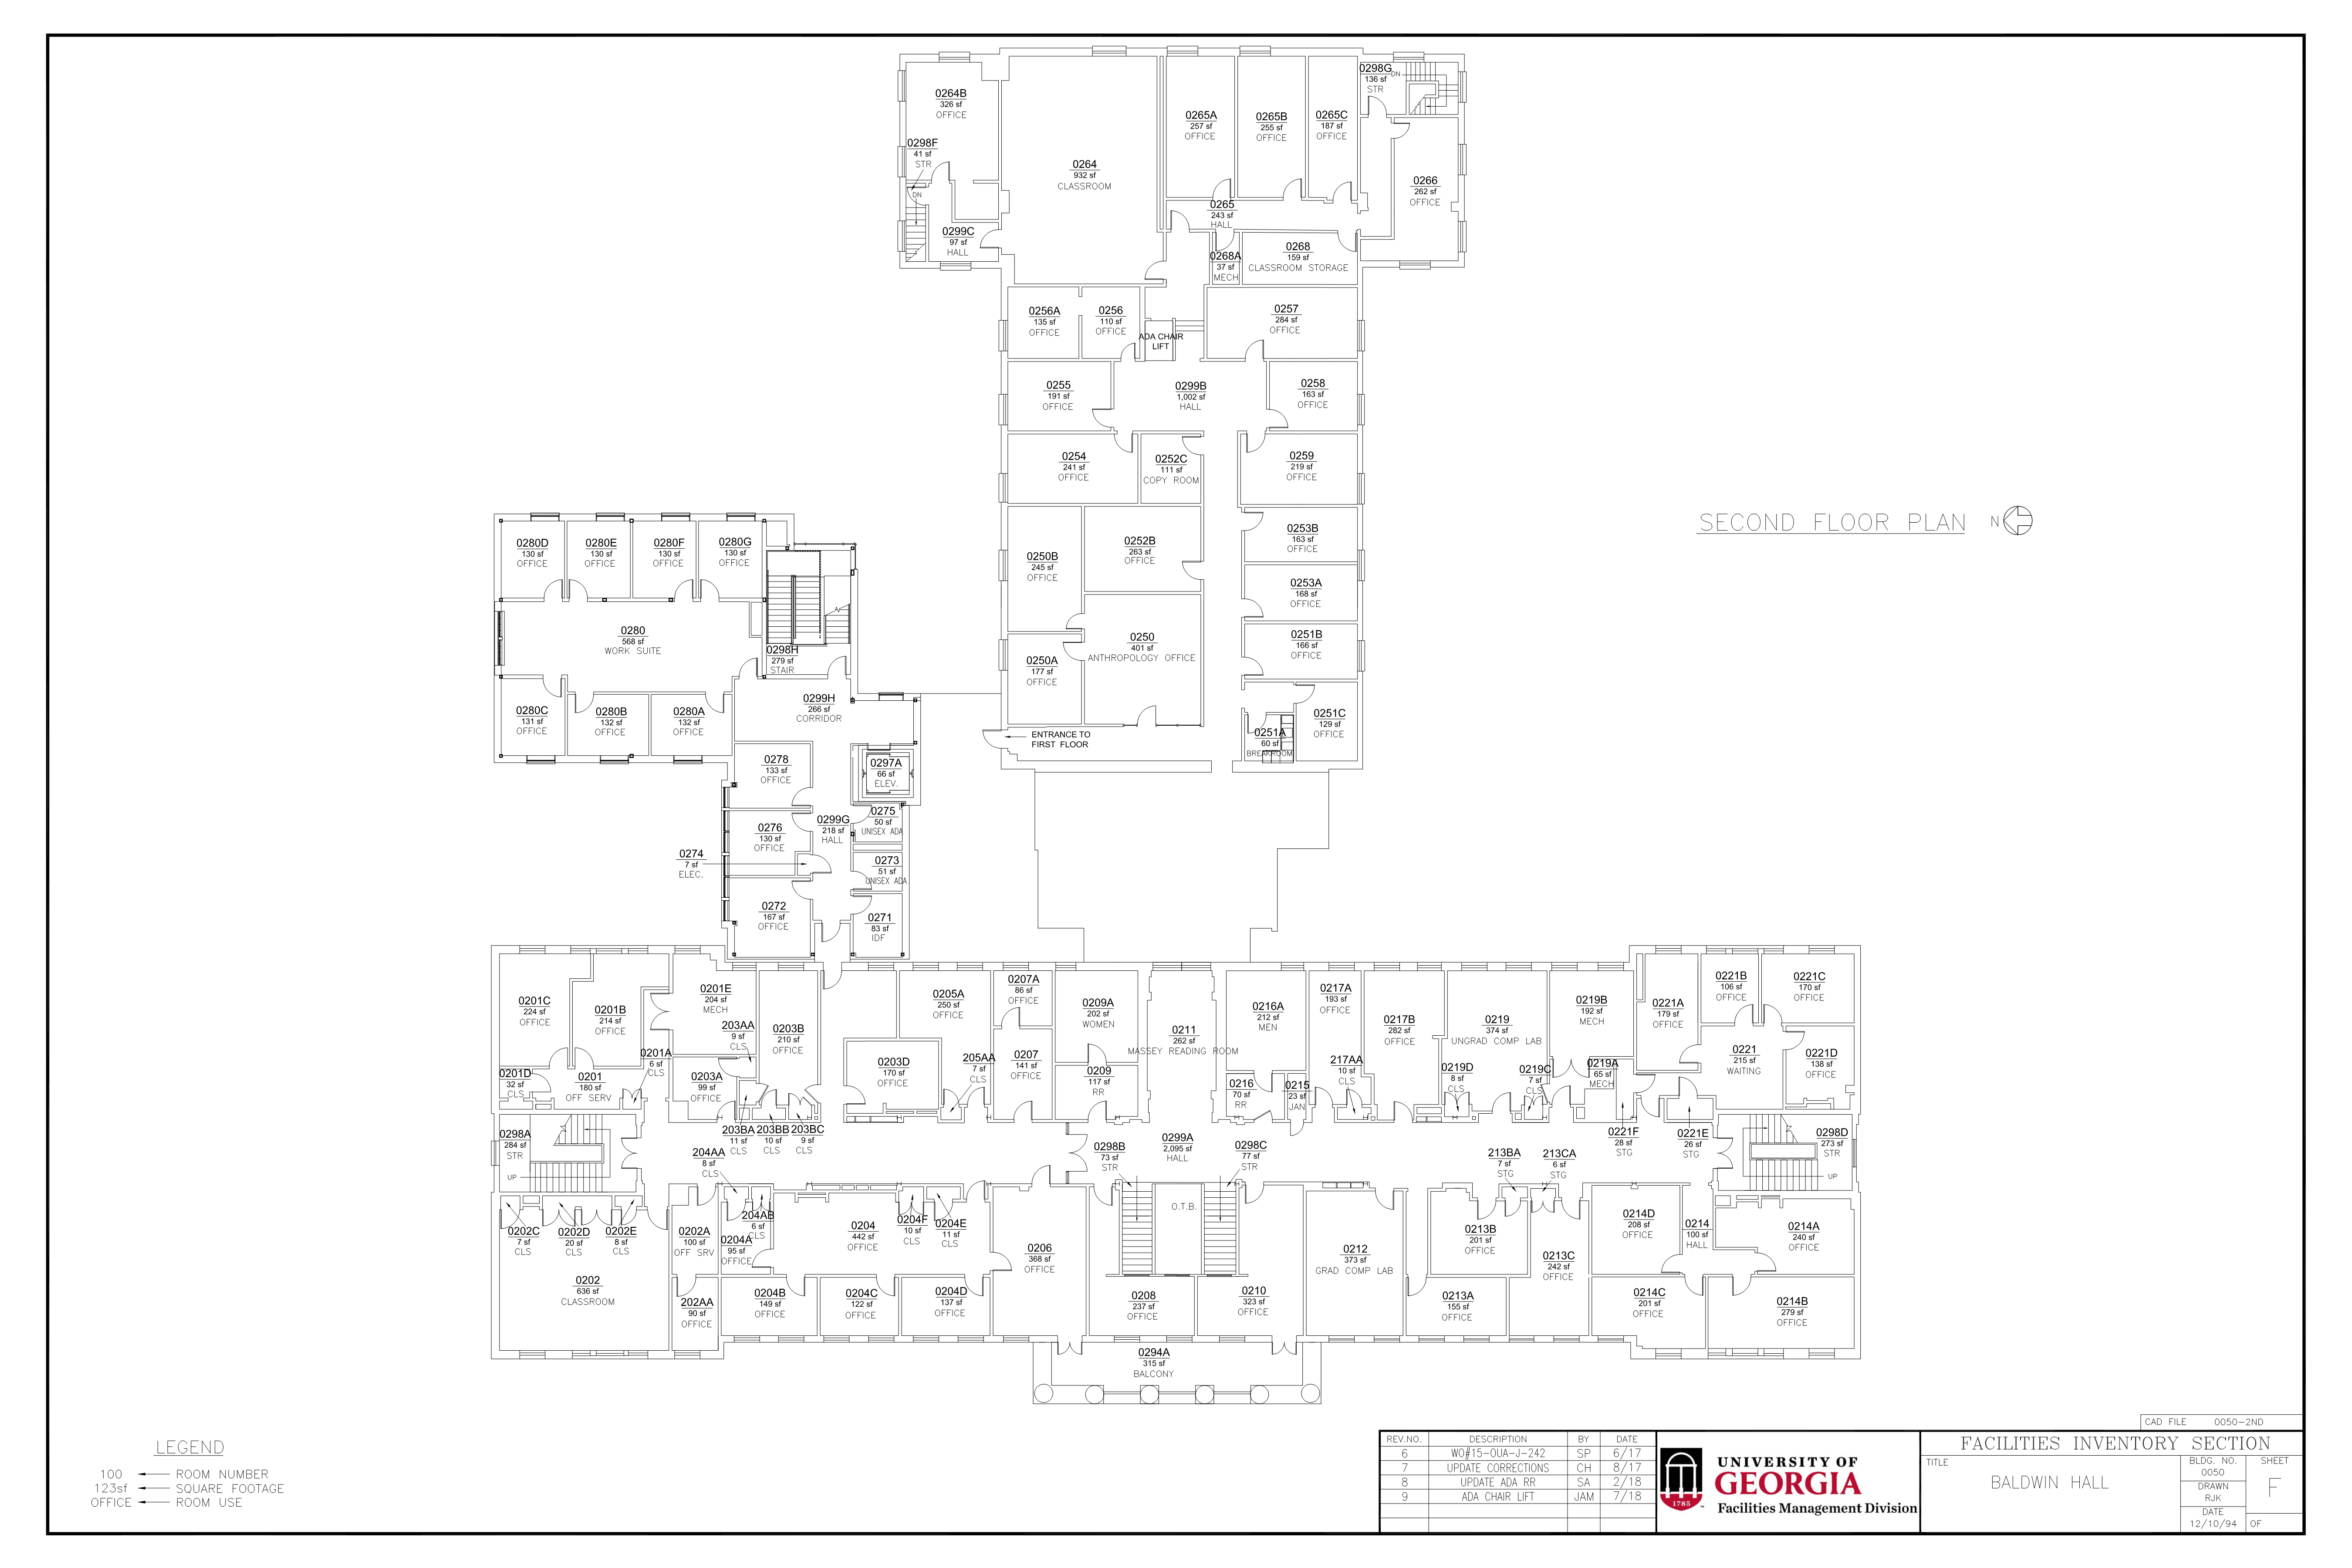 0264B
326 sf
OFFICE
0298F
41 sf
STR
DN
0299C
97 sf
HALL
0264
932 sf
CLASSROOM
0265A
257 sf
OFFICE
0265B
255 sf
OFFICE
0265C
187 sf
OFFICE
0298G
136 sf
STR
DN
0266
262 sf
OFFICE
0265
243 sf
HALL
0268A
37 sf
MECH
0268
159 sf
CLASSROOM STORAGE
0256A
135 sf
OFFICE
0256
110 sf
OFFICE
ADA CHAIR
LIFT
0257
284 sf
OFFICE
0255
191 sf
OFFICE
0299B
1,002 sf
HALL
0258
163 sf
OFFICE
0254
241 sf
OFFICE
0252C
111 sf
COPY ROOM
0259
219 sf
OFFICE
0250B
245 sf
OFFICE
0252B
263 sf
OFFICE
0253B
163 sf
OFFICE
0253A
168 sf
OFFICE
0250A
177 sf
OFFICE
0250
401 sf
ANTHROPOLOGY OFFICE
0251B
166 sf
OFFICE
0251C
129 sf
OFFICE
0251A
60 sf
BREAKROOM
ENTRANCE TO
FIRST FLOOR
SECOND FLOOR PLAN
N
0280D
130 sf
OFFICE
0280E
130 sf
OFFICE
0280F
130 sf
OFFICE
0280G
130 sf
OFFICE
0280
568 sf
WORK SUITE
0298H
279 sf
STAIR
0280C
131 sf
OFFICE
0280B
132 sf
OFFICE
0280A
132 sf
OFFICE
0299H
266 sf
CORRIDOR
0278
133 sf
OFFICE
0297A
66 sf
ELEV.
0276
130 sf
OFFICE
0299G
218 sf
HALL
0275
50 sf
UNISEX ADA
0274
7 sf
ELEC.
0273
51 sf
UNISEX ADA
0272
167 sf
OFFICE
0271
83 sf
IDF
0201C
224 sf
OFFICE
0201B
214 sf
OFFICE
0201E
204 sf
MECH
203AA
9 sf
CLS
0203B
210 sf
OFFICE
0205A
250 sf
OFFICE
0207A
86 sf
OFFICE
0209A
202 sf
WOMEN
0211
262 sf
MASSEY READING ROOM
0216A
212 sf
MEN
0217A
193 sf
OFFICE
0217B
282 sf
OFFICE
0219
374 sf
UNGRAD COMP LAB
0219B
192 sf
MECH
0221A
179 sf
OFFICE
0221B
106 sf
OFFICE
0221C
170 sf
OFFICE
0201D
32 sf
CLS
0201
180 sf
OFF SERV
0201A
6 sf
CLS
0203A
99 sf
OFFICE
0203D
170 sf
OFFICE
205AA
7 sf
CLS
0207
141 sf
OFFICE
0209
117 sf
RR
0216
70 sf
RR
0215
23 sf
JAN
217AA
10 sf
CLS
0219D
8 sf
CLS
0219C
7 sf
CLS
0219A
65 sf
MECH
0221
215 sf
WAITING
0221D
138 sf
OFFICE
0298A
284 sf
STR
UP
203BA
11 sf
CLS
203BB
10 sf
CLS
203BC
9 sf
CLS
204AA
8 sf
CLS
0298B
73 sf
STR
0299A
2,095 sf
HALL
0298C
77 sf
STR
213BA
7 sf
STG
213CA
6 sf
STG
0221F
28 sf
STG
0221E
26 sf
STG
0298D
273 sf
STR
UP
0202C
7 sf
CLS
0202D
20 sf
CLS
0202E
8 sf
CLS
0202A
100 sf
OFF SRV
204AB
6 sf
CLS
0204A
95 sf
OFFICE
0204
442 sf
OFFICE
0204F
10 sf
CLS
0204E
11 sf
CLS
0206
368 sf
OFFICE
O.T.B.
0212
373 sf
GRAD COMP LAB
0213B
201 sf
OFFICE
0213C
242 sf
OFFICE
0214D
208 sf
OFFICE
0214
100 sf
HALL
0214A
240 sf
OFFICE
0202
636 sf
CLASSROOM
202AA
90 sf
OFFICE
0204B
149 sf
OFFICE
0204C
122 sf
OFFICE
0204D
137 sf
OFFICE
0208
237 sf
OFFICE
0210
323 sf
OFFICE
0213A
155 sf
OFFICE
0214C
201 sf
OFFICE
0214B
279 sf
OFFICE
0294A
315 sf
BALCONY
LEGEND
100 ROOM NUMBER
123sf SQUARE FOOTAGE
OFFICE ROOM USE
CAD FILE 0050-2ND
REV.NO. DESCRIPTION BY DATE
6 WO#15-OUA-J-242 SP 6/17
7 UPDATE CORRECTIONS CH 8/17
8 UPDATE ADA RR SA 2/18
9 ADA CHAIR LIFT JAM 7/18
1785
UNIVERSITY OF
GEORGIA
Facilities Management Division
FACILITIES INVENTORY SECTION
TITLE
BALDWIN HALL
BLDG. NO.
0050
DRAWN
RJK
DATE
12/10/94
SHEET
F
OF